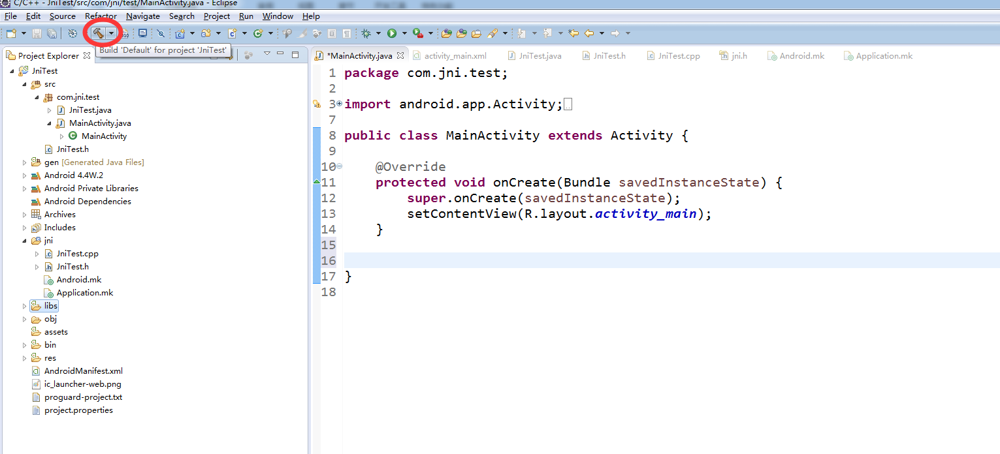 C/C++ - JniTest/src/com/jni/test/MainActivity.java - Eclipse
File Edit Source Refactor Navigate Search Project Run Window Help
Build 'Default' for project 'JniTest'
Project Explorer
*MainActivity.java activity_main.xml JniTest.java JniTest.h JniTest.cpp jni.h Android.mk Application.mk
JniTest
src
com.jni.test
JniTest.java
MainActivity.java
MainActivity
JniTest.h
gen [Generated Java Files]
Android 4.4W.2
Android Private Libraries
Android Dependencies
Archives
Includes
jni
JniTest.cpp
JniTest.h
Android.mk
Application.mk
libs
obj
assets
bin
res
AndroidManifest.xml
ic_launcher-web.png
proguard-project.txt
project.properties
1 package com.jni.test;
2
3 import android.app.Activity;
7
8 public class MainActivity extends Activity {
9
10 @Override
11 protected void onCreate(Bundle savedInstanceState) {
12 super.onCreate(savedInstanceState);
13 setContentView(R.layout.activity_main);
14 }
15
16
17 }
18